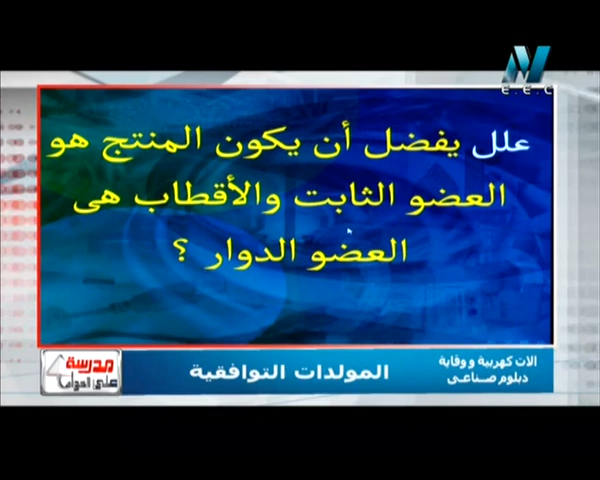 E.E.C
علل يفضل أن يكون المنتج هو
العضو الثابت والأقطاب هى
العضو الدوار ؟
الات كهربية و وقاية
دبلوم صناعى
المولدات التوافقية
مدرسة
على الهواء